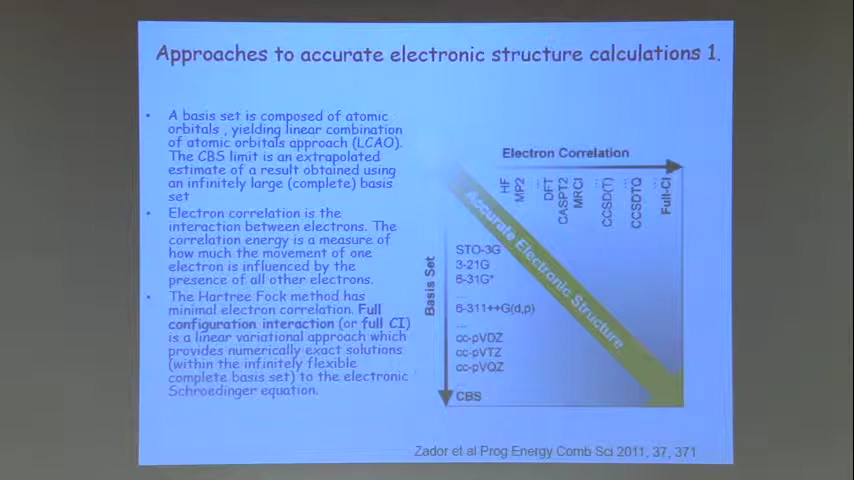 Approaches to accurate electronic structure calculations 1.
• A basis set is composed of atomic
orbitals , yielding linear combination
of atomic orbitals approach (LCAO).
The CBS limit is an extrapolated
estimate of a result obtained using
an infinitely large (complete) basis
set
• Electron correlation is the
interaction between electrons. The
correlation energy is a measure of
how much the movement of one
electron is influenced by the
presence of all other electrons.
• The Hartree Fock method has
minimal electron correlation. Full
configuration interaction (or full CI)
is a linear variational approach which
provides numerically exact solutions
(within the infinitely flexible
complete basis set) to the electronic
Schroedinger equation.
Electron Correlation
HF
MP2
...
DFT
CASPT2
MRCI
...
CCSD(T)
...
CCSDTQ
...
Full-CI
Accurate Electronic Structure
Basis Set
STO-3G
3-21G
6-31G*
...
6-311++G(d,p)
...
cc-pVDZ
cc-pVTZ
cc-pVQZ
...
CBS
Zador et al Prog Energy Comb Sci 2011, 37, 371